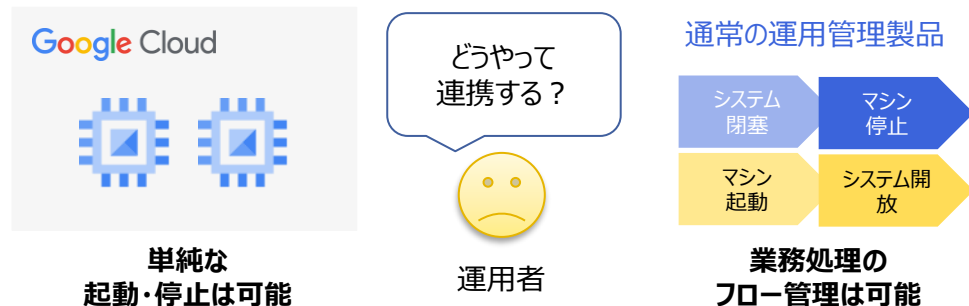 Google Cloud
単純な
起動･停止は可能
どうやって
連携する？
運用者
通常の運用管理製品
システム
閉塞
マシン
停止
マシン
起動
システム開
放
業務処理の
フロー管理は可能